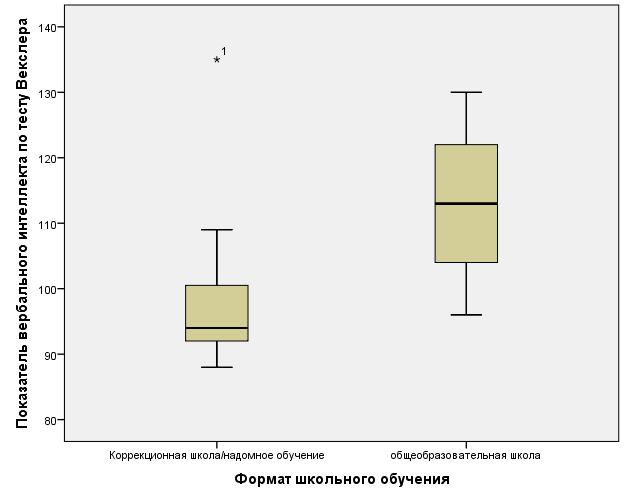 Показатель вербального интеллекта по тесту Векслера
140
130
120
110
100
90
80
1
Коррекционная школа/надомное обучение
общеобразовательная школа
Формат школьного обучения